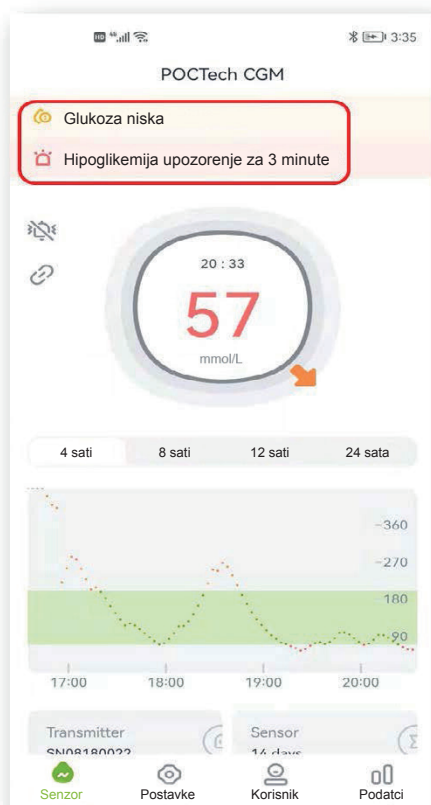 3:35
POCTech CGM
Glukoza niska
Hipoglikemija upozorenje za 3 minute
20 : 33
57
mmol/L
4 sati 8 sati 12 sati 24 sata
360
270
180
90
17:00 18:00 19:00 20:00
Transmitter Sensor
SN08180022 14 days
Senzor Postavke Korisnik Podatci